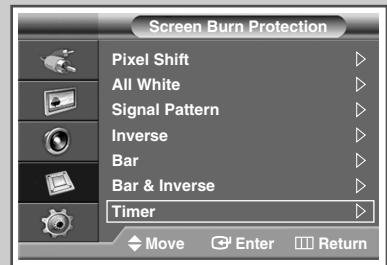 Screen Burn Protection
Pixel Shift
All White
Signal Pattern
Inverse
Bar
Bar & Inverse
Timer
Move Enter Return